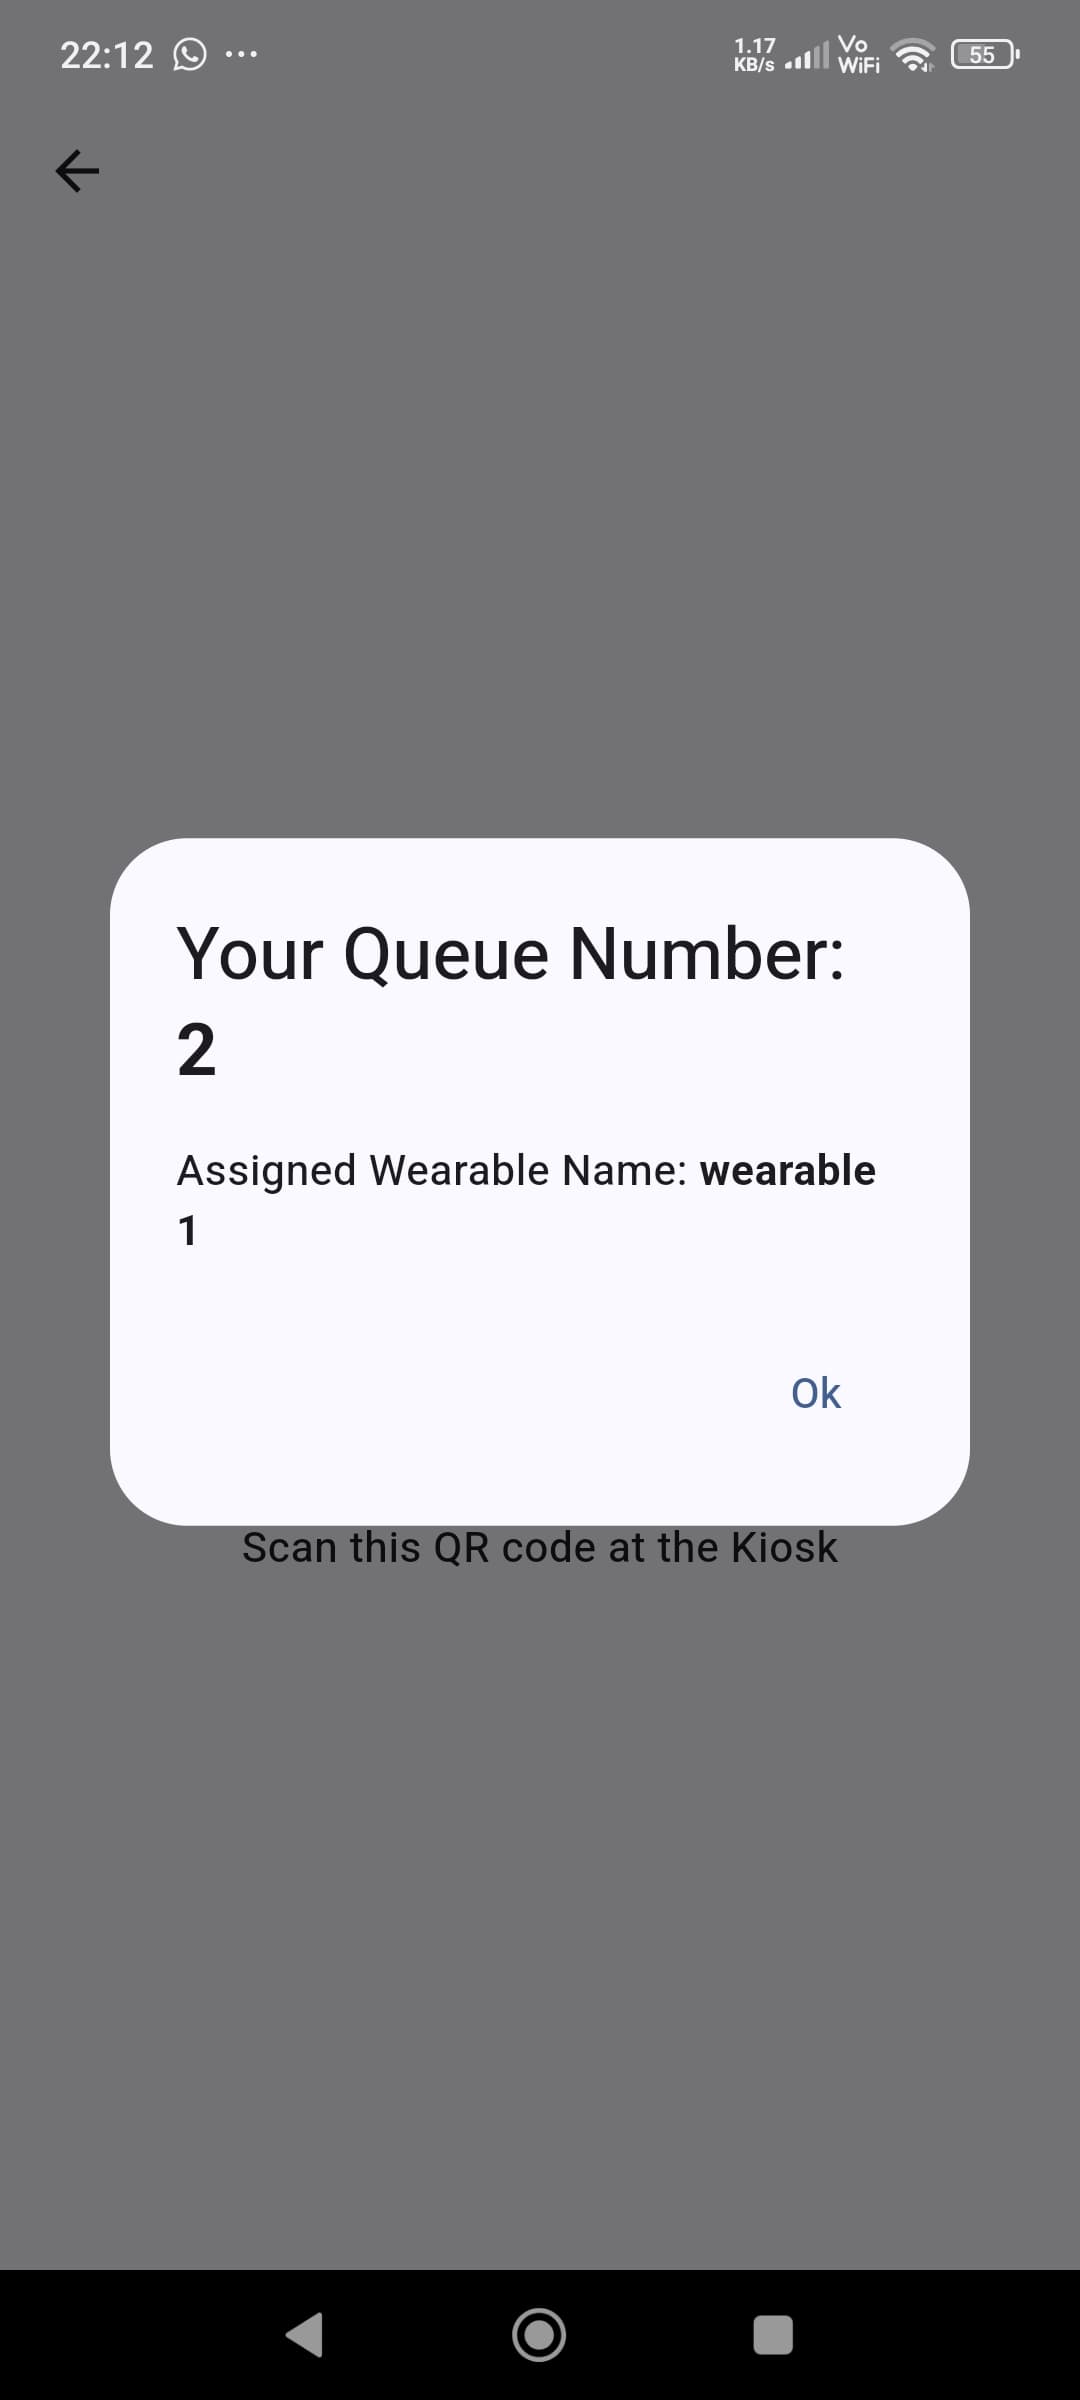 22:12
1.17
KB/s
Vo
WiFi
55
Your Queue Number:
2
Assigned Wearable Name: wearable
1
Ok
Scan this QR code at the Kiosk